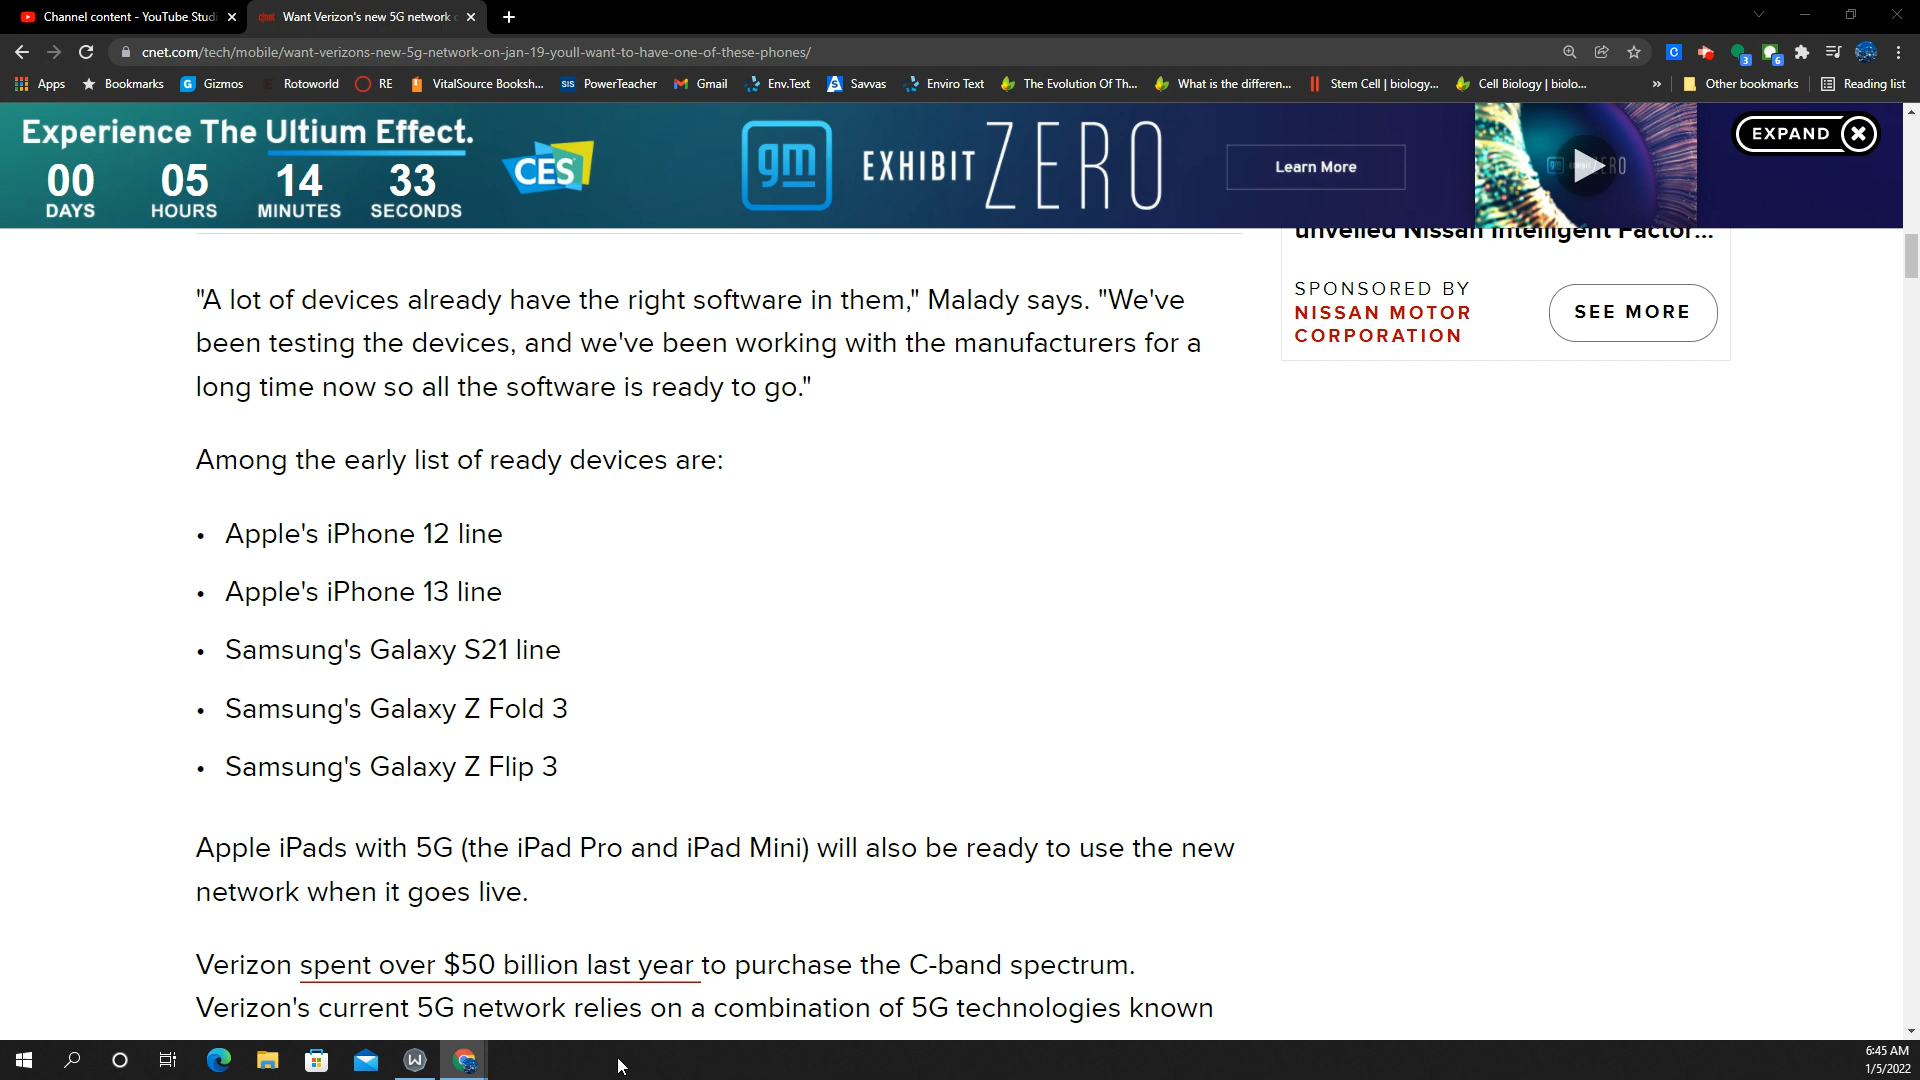 Channel content - YouTube Studi
Want Verizon's new 5G network
cnet.com/tech/mobile/want-verizons-new-5g-network-on-jan-19-youll-want-to-have-one-of-these-phones/
Apps Bookmarks Gizmos Rotoworld RE VitalSource Booksh... PowerTeacher Gmail Env.Text Savvas Enviro Text The Evolution Of Th... What is the differen... Stem Cell | biology... Cell Biology | biolo... » Other bookmarks Reading list
Experience The Ultium Effect.
00 05 14 33
DAYS HOURS MINUTES SECONDS
CES
gm
EXHIBIT ZERO
Learn More
EXPAND
unveiled Nissan Intelligent Factor...
SPONSORED BY
NISSAN MOTOR
CORPORATION
SEE MORE
"A lot of devices already have the right software in them," Malady says. "We've
been testing the devices, and we've been working with the manufacturers for a
long time now so all the software is ready to go."
Among the early list of ready devices are:
• Apple's iPhone 12 line
• Apple's iPhone 13 line
• Samsung's Galaxy S21 line
• Samsung's Galaxy Z Fold 3
• Samsung's Galaxy Z Flip 3
Apple iPads with 5G (the iPad Pro and iPad Mini) will also be ready to use the new
network when it goes live.
Verizon spent over $50 billion last year to purchase the C-band spectrum.
Verizon's current 5G network relies on a combination of 5G technologies known
6:45 AM
1/5/2022